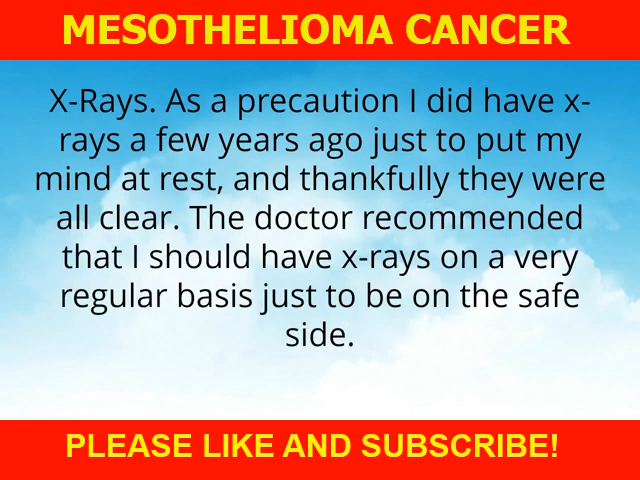 MESOTHELIOMA CANCER
X-Rays. As a precaution I did have x-
rays a few years ago just to put my
mind at rest, and thankfully they were
all clear. The doctor recommended
that I should have x-rays on a very
regular basis just to be on the safe
side.
PLEASE LIKE AND SUBSCRIBE!